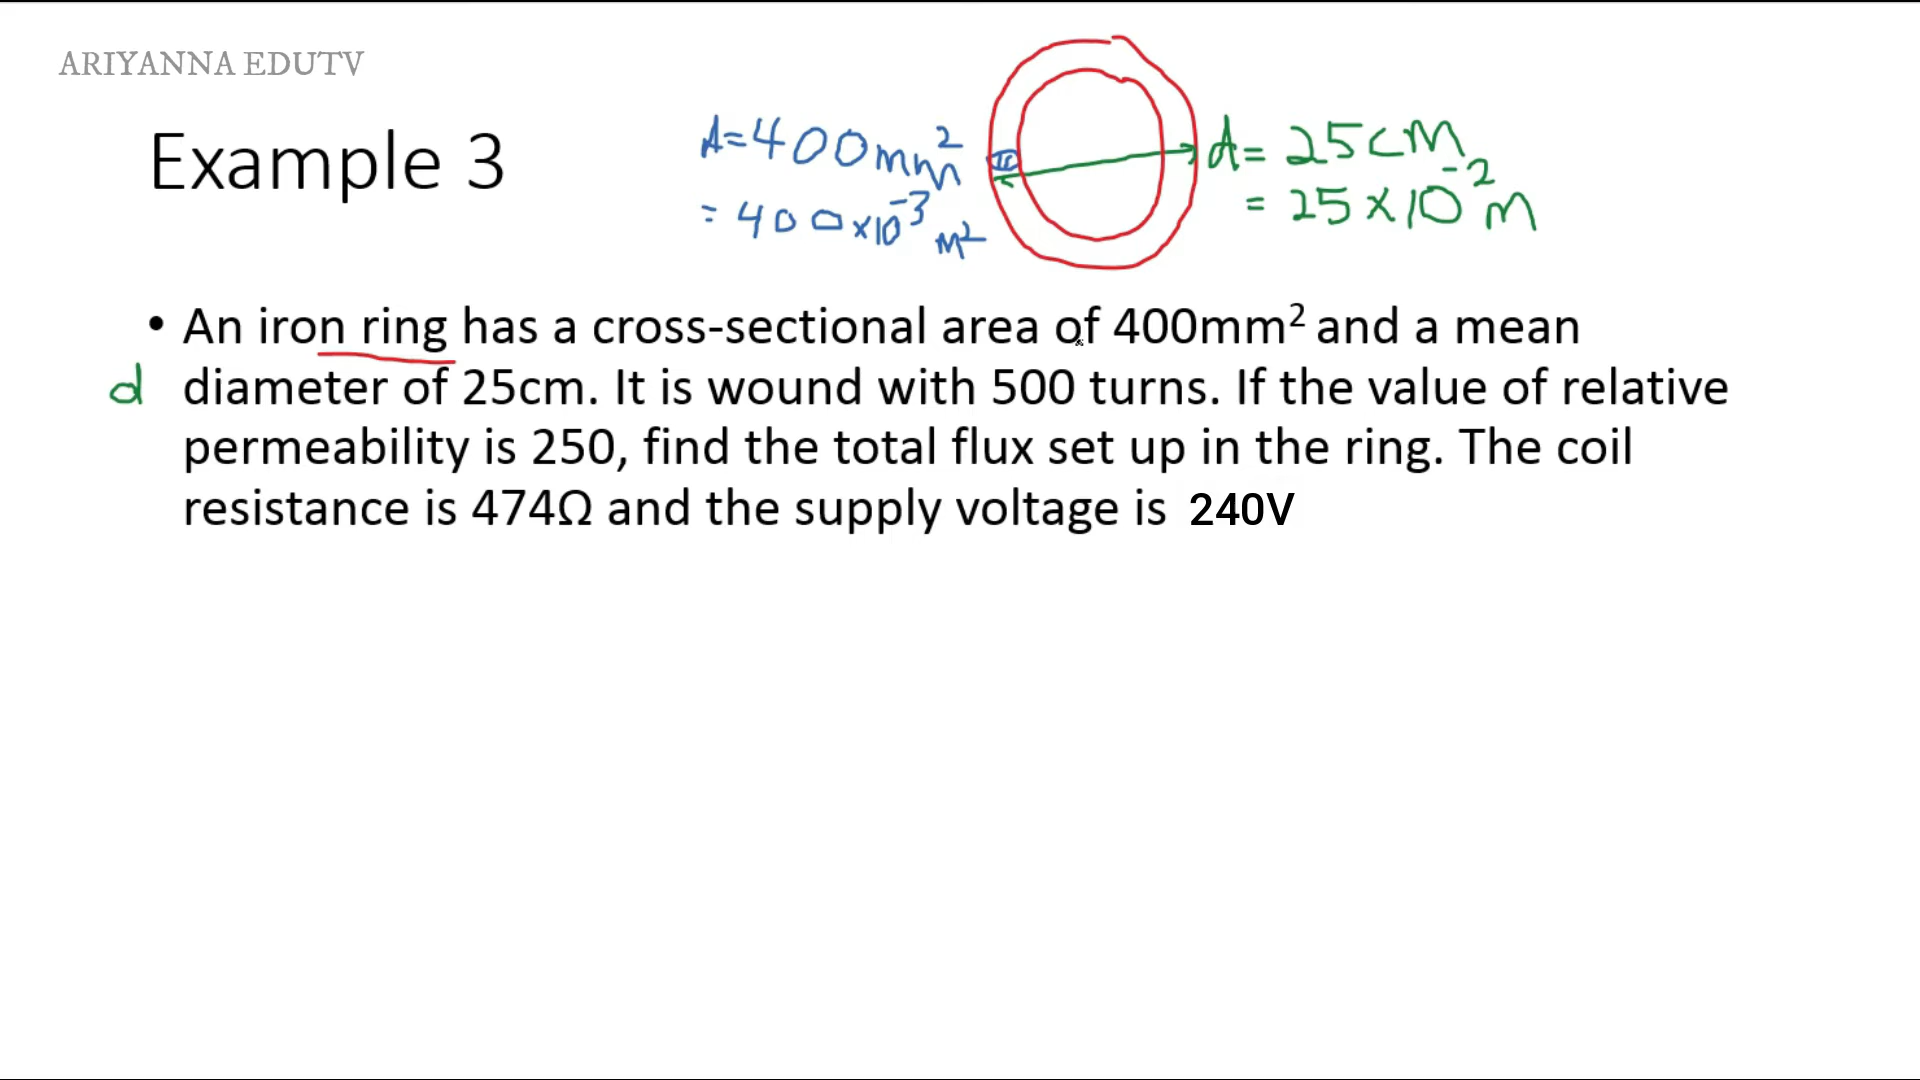 ARIYANNA EDUTV
Example 3
A=400mm²
= 400×10⁻³ m²
d= 25cm
= 25×10⁻² m
• An iron ring has a cross-sectional area of 400mm² and a mean
d
diameter of 25cm. It is wound with 500 turns. If the value of relative
permeability is 250, find the total flux set up in the ring. The coil
resistance is 474Ω and the supply voltage is 240V